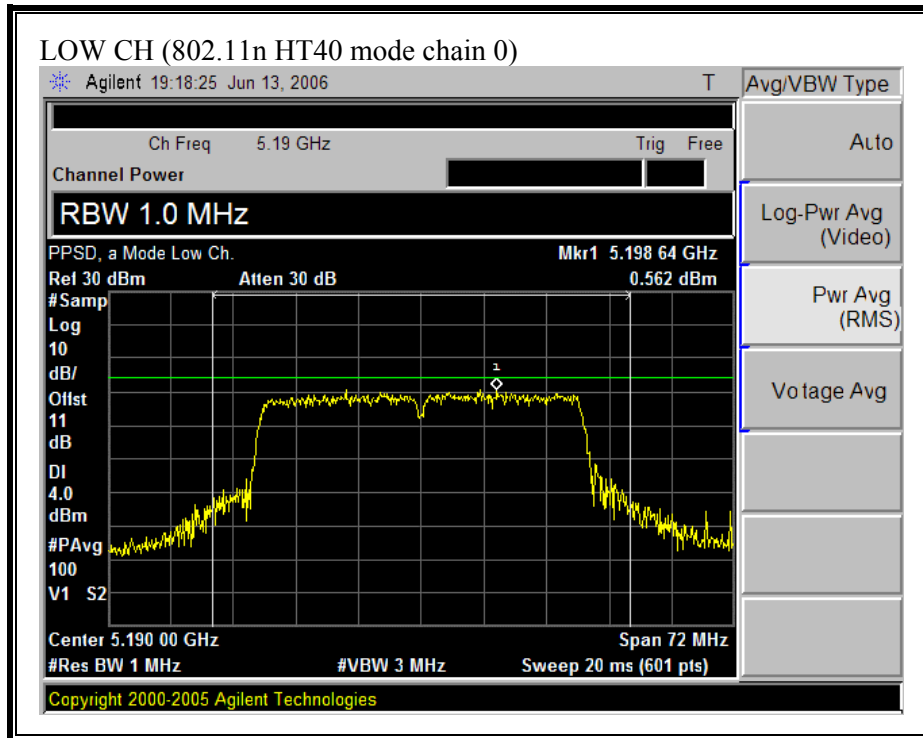 LOW CH (802.11n HT40 mode chain 0)
Agilent 19:18:25 Jun 13, 2006 T
Avg/VBW Type
Ch Freq 5.19 GHz Trig Free
Channel Power
RBW 1.0 MHz
PPSD, a Mode Low Ch. Mkr1 5.198 64 GHz
Ref 30 dBm Atten 30 dB 0.562 dBm
#Samp
Log
10
dB/
Offst
11
dB
DI
4.0
dBm
#PAvg
100
V1 S2
1
Center 5.190 00 GHz Span 72 MHz
#Res BW 1 MHz #VBW 3 MHz Sweep 20 ms (601 pts)
Copyright 2000-2005 Agilent Technologies
Auto
Log-Pwr Avg
(Video)
Pwr Avg
(RMS)
Voltage Avg